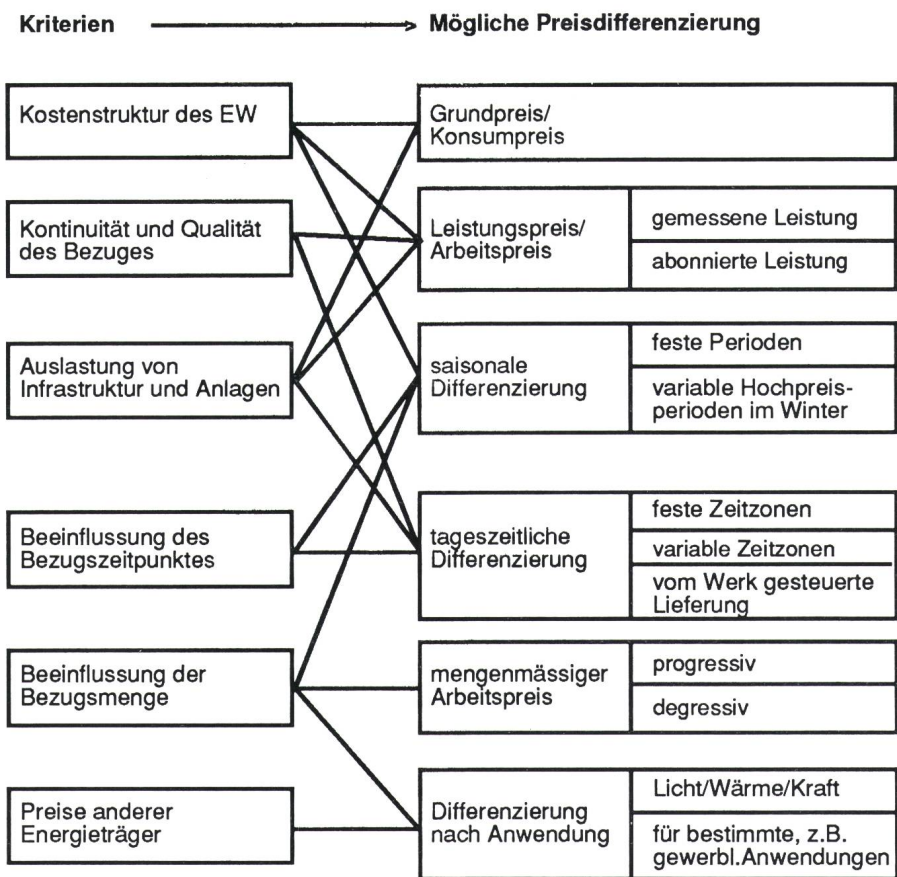 Kriterien
Mögliche Preisdifferenzierung
Kostenstruktur des EW
Grundpreis/
Konsumpreis
Kontinuität und Qualität
des Bezuges
Leistungspreis/
Arbeitspreis
gemessene Leistung
abonnierte Leistung
Auslastung von
Infrastruktur und Anlagen
saisonale
Differenzierung
feste Perioden
variable Hochpreis-
perioden im Winter
Beeinflussung des
Bezugszeitpunktes
tageszeitliche
Differenzierung
feste Zeitzonen
variable Zeitzonen
vom Werk gesteuerte
Lieferung
Beeinflussung der
Bezugsmenge
mengenmässiger
Arbeitspreis
progressiv
degressiv
Preise anderer
Energieträger
Differenzierung
nach Anwendung
Licht/Wärme/Kraft
für bestimmte, z.B.
gewerbl.Anwendungen